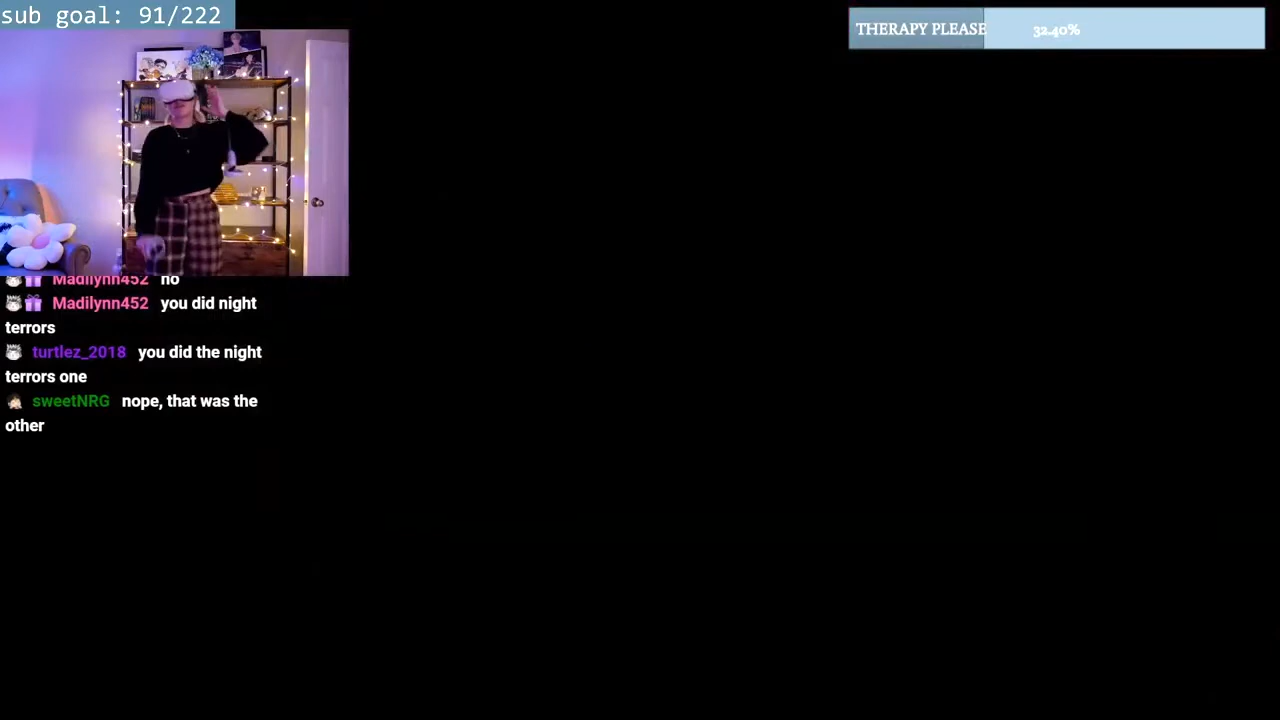 sub goal: 91/222
THERAPY PLEASE 32.40%
Madilynn452 no
Madilynn452 you did night
terrors
turtlez_2018 you did the night
terrors one
sweetNRG nope, that was the
other